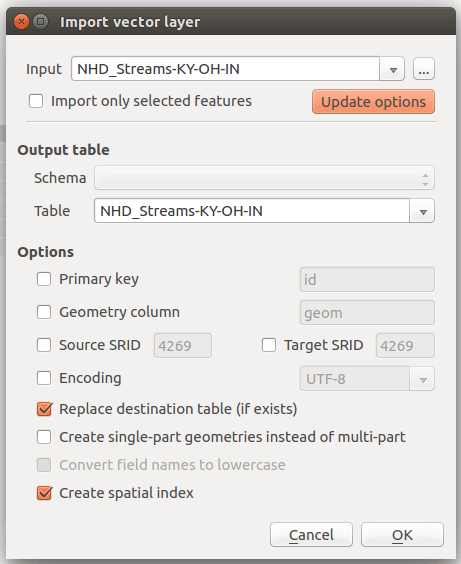 Import vector layer
Input NHD_Streams-KY-OH-IN ...
Import only selected features Update options
Output table
Schema
Table NHD_Streams-KY-OH-IN
Options
Primary key id
Geometry column geom
Source SRID 4269 Target SRID 4269
Encoding UTF-8
Replace destination table (if exists)
Create single-part geometries instead of multi-part
Convert field names to lowercase
Create spatial index
Cancel OK